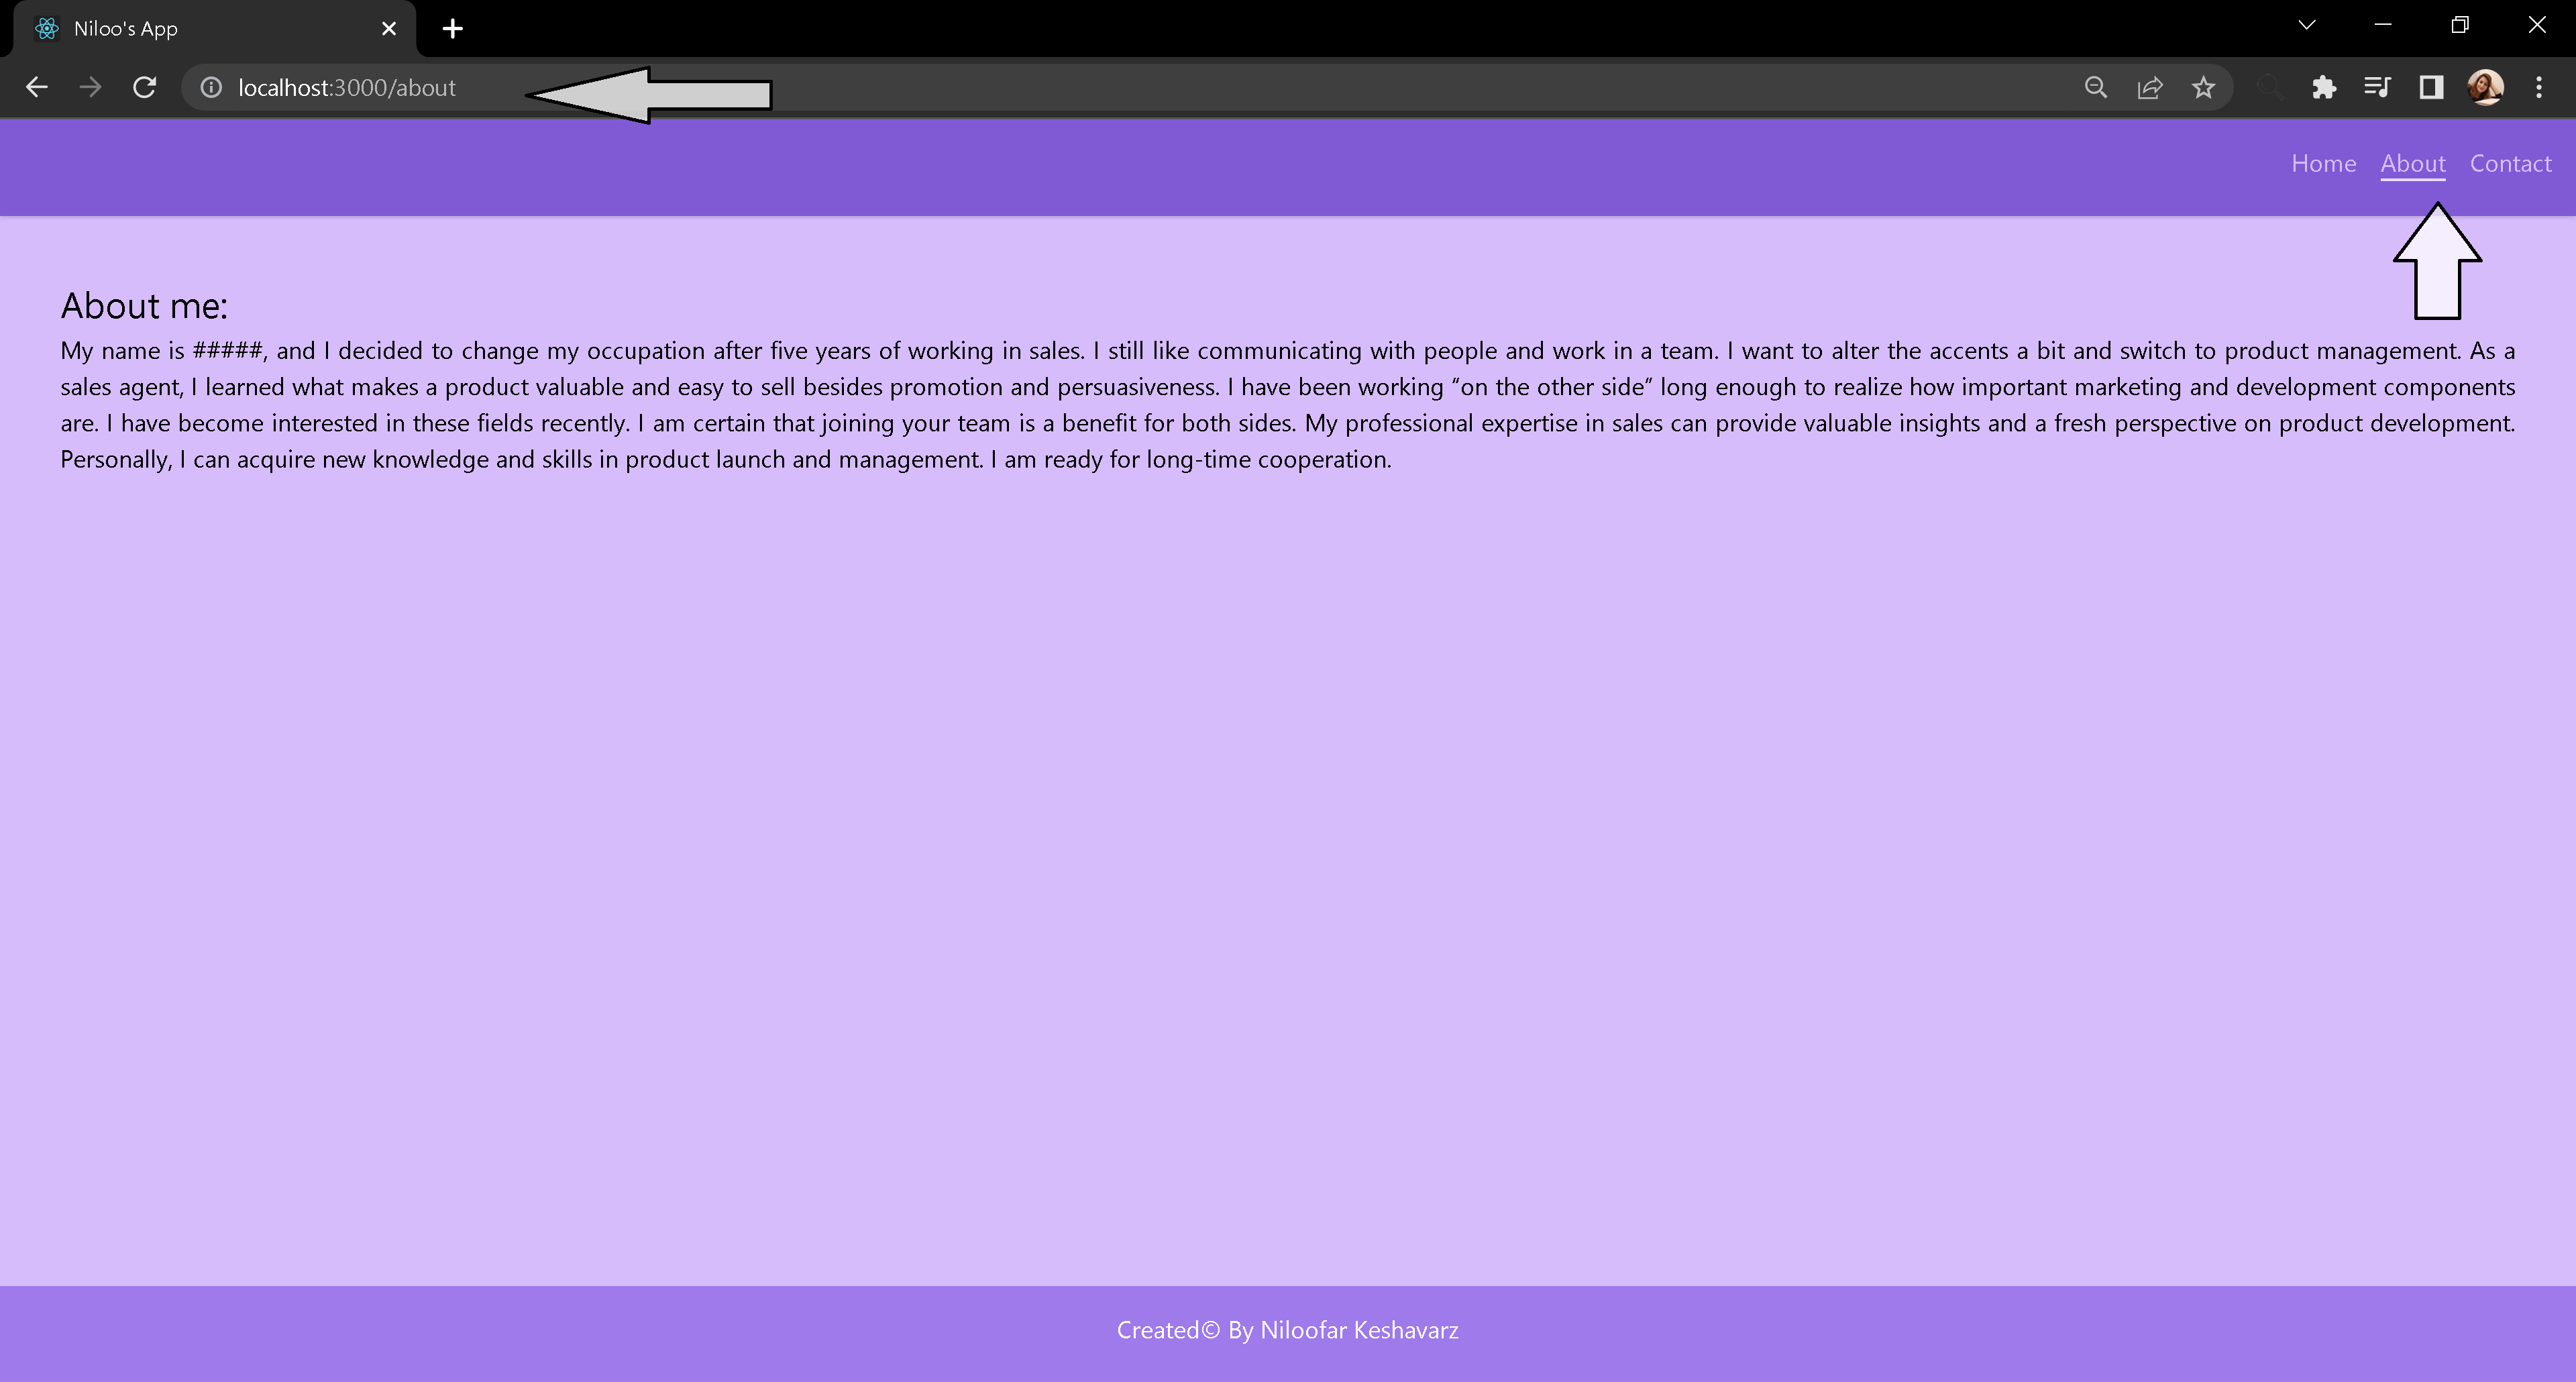 Niloo's App
localhost:3000/about
Home About Contact
About me:
My name is #####, and I decided to change my occupation after five years of working in sales. I still like communicating with people and work in a team. I want to alter the accents a bit and switch to product management. As a
sales agent, I learned what makes a product valuable and easy to sell besides promotion and persuasiveness. I have been working “on the other side” long enough to realize how important marketing and development components
are. I have become interested in these fields recently. I am certain that joining your team is a benefit for both sides. My professional expertise in sales can provide valuable insights and a fresh perspective on product development.
Personally, I can acquire new knowledge and skills in product launch and management. I am ready for long-time cooperation.
Created© By Niloofar Keshavarz